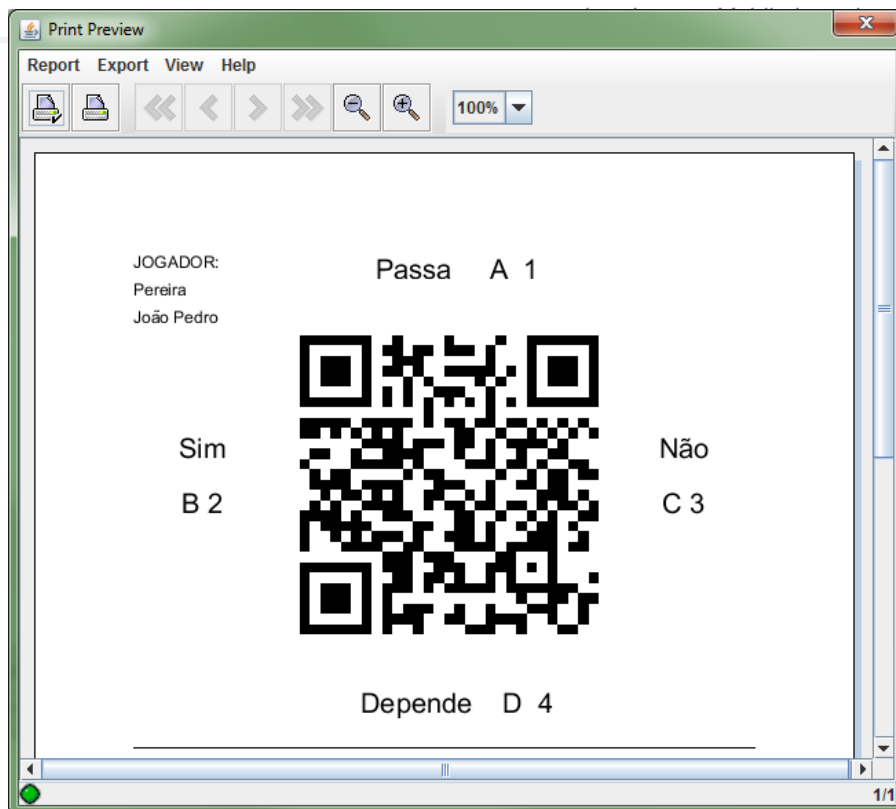 Print Preview
Report Export View Help
100%
JOGADOR:
Pereira
João Pedro
Passa A 1
Sim
Não
B 2
C 3
Depende D 4
1/1